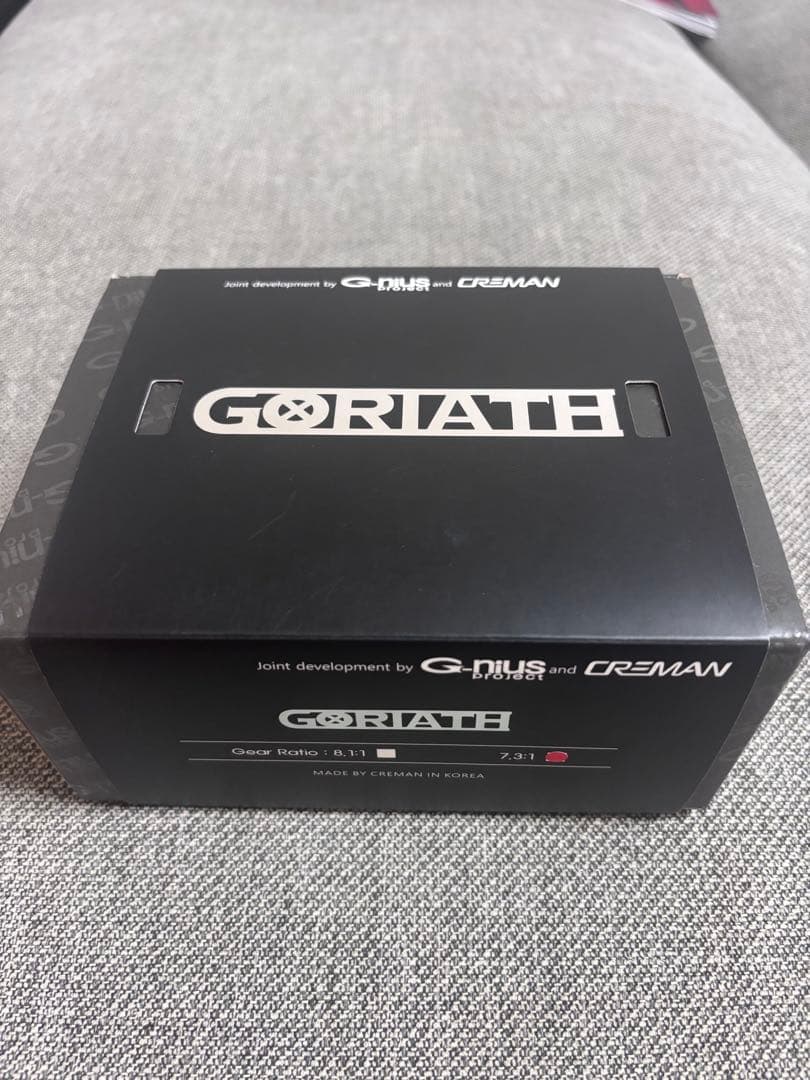 Joint development by G-nius project and CREMAN
GORIATH
Joint development by G-nius project and CREMAN
GORIATH
Gear Ratio : 8.1:1 7.3:1
MADE BY CREMAN IN KOREA